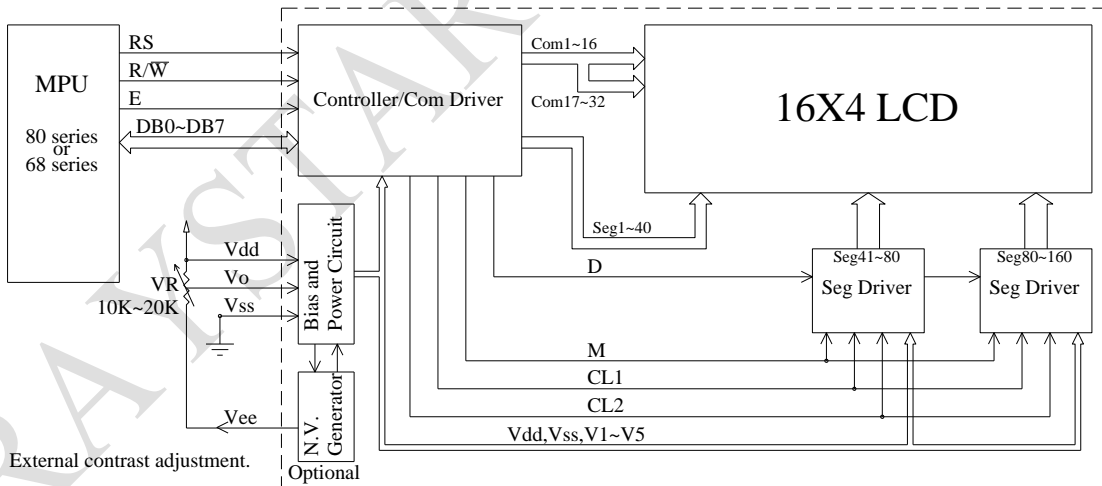 RS
R/W̅
E
DB0~DB7
MPU
80 series
or
68 series
Controller/Com Driver
Com1~16
Com17~32
16X4 LCD
Seg1~40
Vdd
Vo
Vss
VR
10K~20K
Bias and
Power Circuit
D
Seg41~80
Seg Driver
Seg80~160
Seg Driver
M
CL1
CL2
Vdd,Vss,V1~V5
Vee
N.V.
Generator
Optional
External contrast adjustment.
RAYSTAR